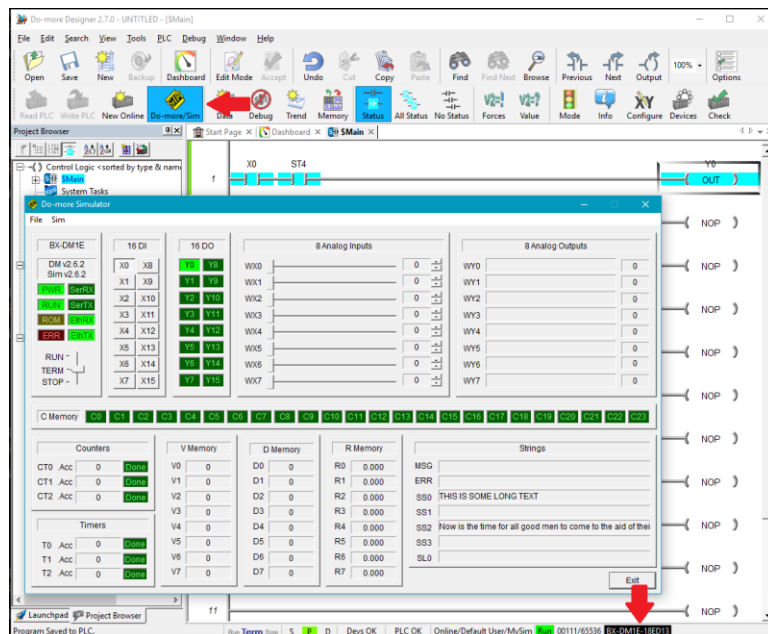 Do-more Designer 2.7.0 - UNTITLED - [$Main]
File Edit Search View Tools PLC Debug Window Help
Open Save New Backup Dashboard Edit Mode Accept Undo Cut Copy Paste Find Find Next Browse Previous Next Output 100% Options
Read PLC Write PLC New Online Do-more/Sim Data Debug Trend Memory Status All Status No Status Forces Value Mode Info Configure Devices Check
Project Browser
Start Page Dashboard $Main
Control Logic <sorted by type & nam
$Main
System Tasks
1 X0 ST4 Y0 OUT
Do-more Simulator
File Sim
BX-DM1E 16 DI 16 DO 8 Analog Inputs 8 Analog Outputs
DM v2.6.2
Sim v2.6.2
PWR SerRX
RUN SerTX
ROM EthRX
ERR EthTX
RUN -
TERM -
STOP -
X0 X8
X1 X9
X2 X10
X3 X11
X4 X12
X5 X13
X6 X14
X7 X15
Y0 Y8
Y1 Y9
Y2 Y10
Y3 Y11
Y4 Y12
Y5 Y13
Y6 Y14
Y7 Y15
WX0 0
WX1 0
WX2 0
WX3 0
WX4 0
WX5 0
WX6 0
WX7 0
WY0 0
WY1 0
WY2 0
WY3 0
WY4 0
WY5 0
WY6 0
WY7 0
C Memory C0 C1 C2 C3 C4 C5 C6 C7 C8 C9 C10 C11 C12 C13 C14 C15 C16 C17 C18 C19 C20 C21 C22 C23
Counters
CT0 .Acc 0 Done
CT1 .Acc 0 Done
CT2 .Acc 0 Done
Timers
T0 .Acc 0 Done
T1 .Acc 0 Done
T2 .Acc 0 Done
V Memory
V0 0
V1 0
V2 0
V3 0
V4 0
V5 0
V6 0
V7 0
D Memory
D0 0
D1 0
D2 0
D3 0
D4 0
D5 0
D6 0
D7 0
R Memory
R0 0.000
R1 0.000
R2 0.000
R3 0.000
R4 0.000
R5 0.000
R6 0.000
R7 0.000
Strings
MSG
ERR
SS0 THIS IS SOME LONG TEXT
SS1
SS2 Now is the time for all good men to come to the aid of thei
SS3
SL0
Exit
NOP
NOP
NOP
NOP
NOP
NOP
NOP
NOP
NOP
11 NOP
Launchpad Project Browser
Program Saved to PLC. Run Term Stop S P D Devs OK PLC OK Online/Default User/MySim Run 00111/65536 BX-DM1E-18ED13